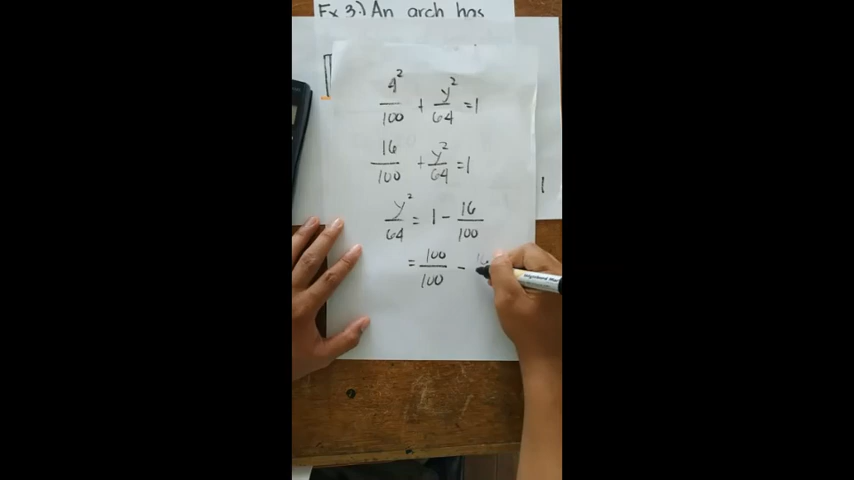 Ex 3.) An arch has
4²/100 + y²/64 = 1
16/100 + y²/64 = 1
y²/64 = 1 - 16/100
= 100/100 - 16